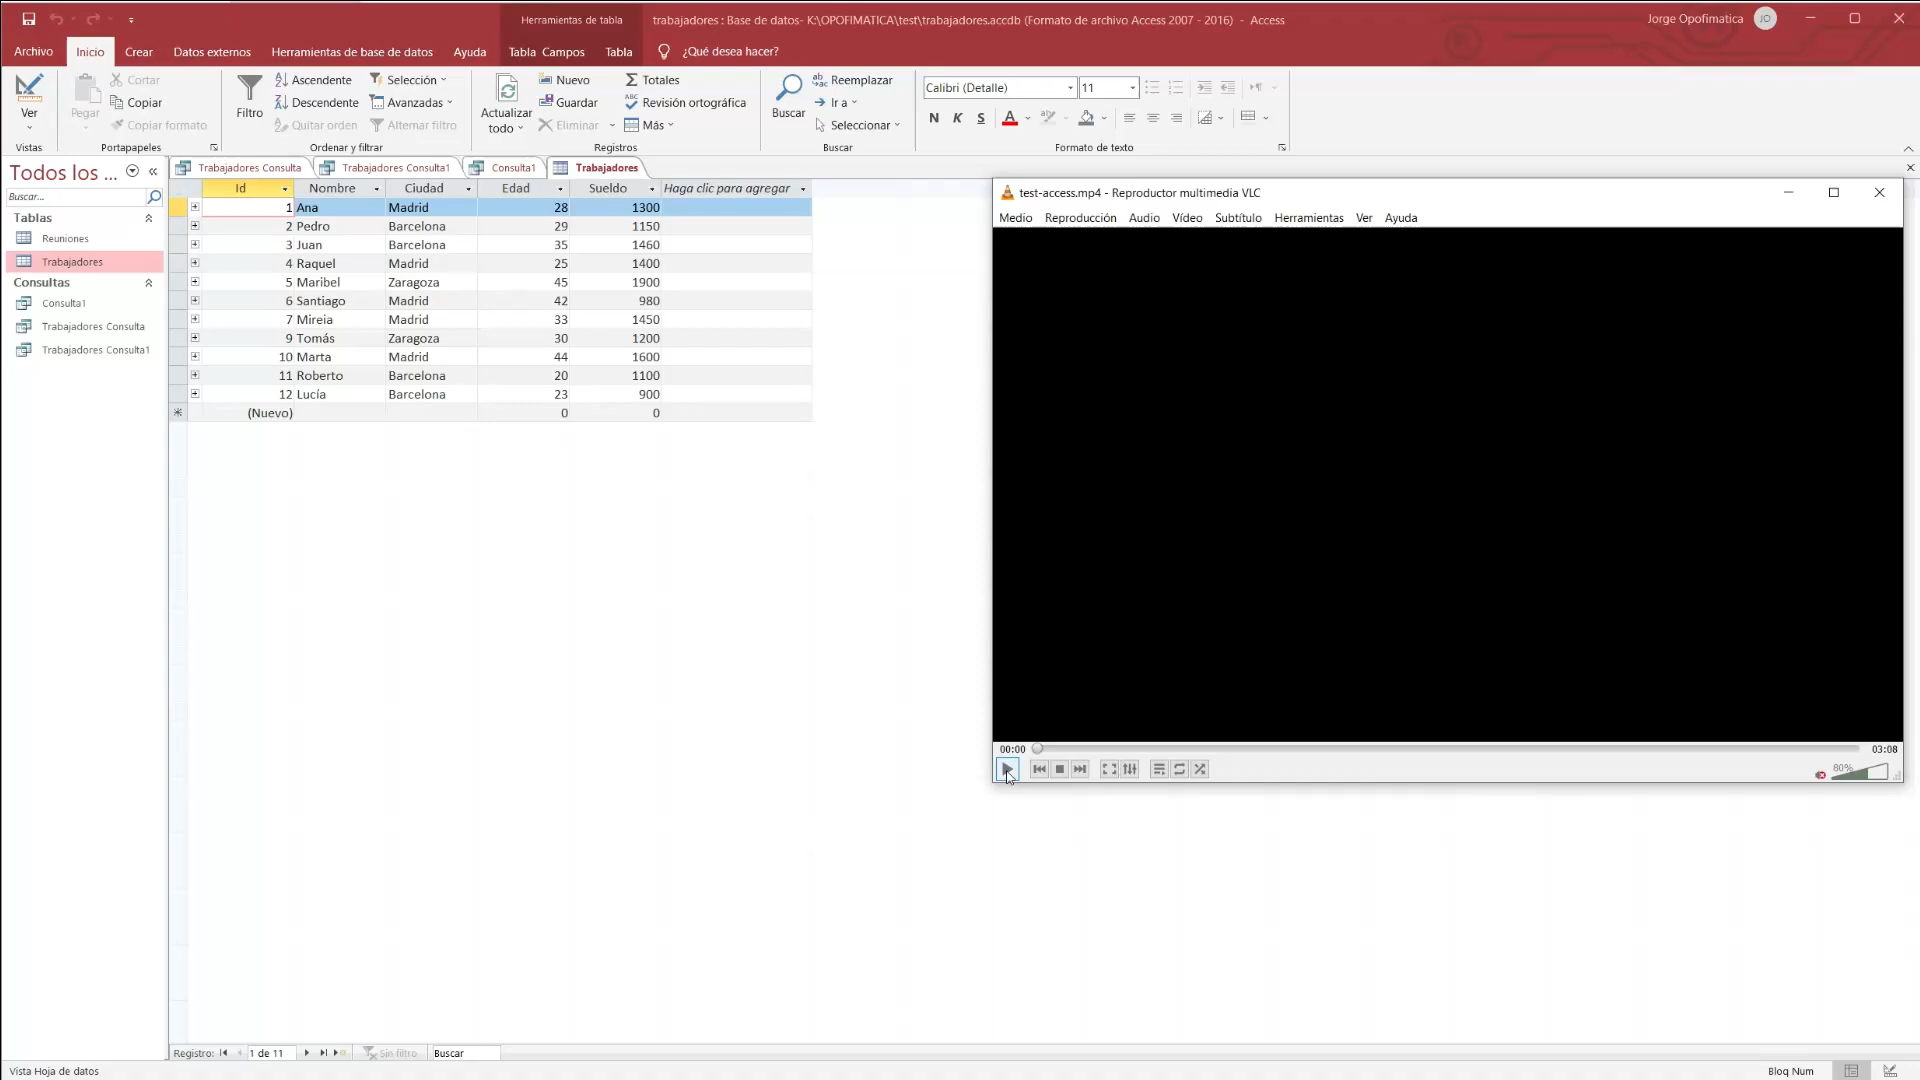 Herramientas de tabla
trabajadores : Base de datos- K:\OPOFIMATICA\test\trabajadores.accdb (Formato de archivo Access 2007 - 2016) - Access
Jorge Opofimatica
JO
Archivo Inicio Crear Datos externos Herramientas de base de datos Ayuda Tabla Campos Tabla ¿Qué desea hacer?
Ver
Vistas
Pegar
Cortar
Copiar
Copiar formato
Portapapeles
Filtro
Ascendente
Descendente
Quitar orden
Selección
Avanzadas
Alternar filtro
Ordenar y filtrar
Actualizar
todo
Nuevo
Guardar
Eliminar
Totales
Revisión ortográfica
Más
Registros
Buscar
Reemplazar
Ir a
Seleccionar
Buscar
Calibri (Detalle) 11
N K S A
Formato de texto
Todos los ...
Buscar...
Tablas
Reuniones
Trabajadores
Consultas
Consulta1
Trabajadores Consulta
Trabajadores Consulta1
Trabajadores Consulta Trabajadores Consulta1 Consulta1 Trabajadores
Id Nombre Ciudad Edad Sueldo Haga clic para agregar
1 Ana Madrid 28 1300
2 Pedro Barcelona 29 1150
3 Juan Barcelona 35 1460
4 Raquel Madrid 25 1400
5 Maribel Zaragoza 45 1900
6 Santiago Madrid 42 980
7 Mireia Madrid 33 1450
9 Tomás Zaragoza 30 1200
10 Marta Madrid 44 1600
11 Roberto Barcelona 20 1100
12 Lucía Barcelona 23 900
(Nuevo) 0 0
test-access.mp4 - Reproductor multimedia VLC
Medio Reproducción Audio Vídeo Subtítulo Herramientas Ver Ayuda
00:00 03:08
80%
Registro: 1 de 11 Sin filtro Buscar
Vista Hoja de datos
Bloq Num